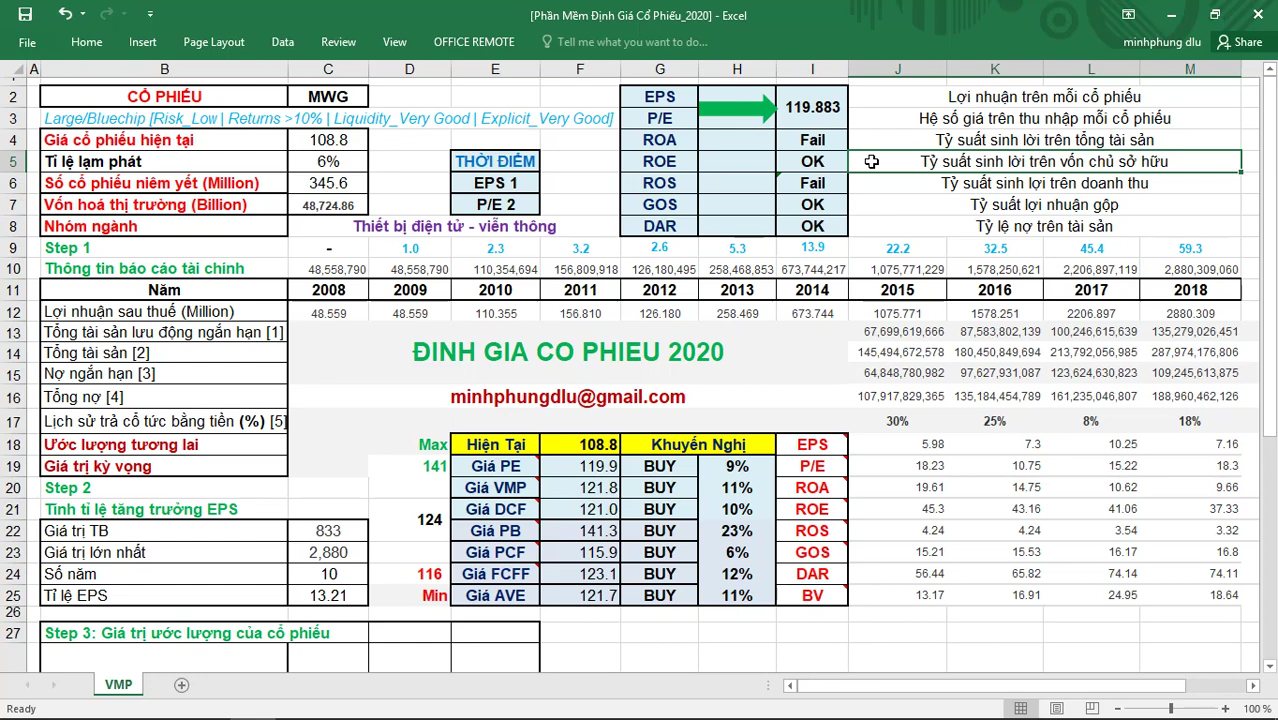 [Phần Mềm Định Giá Cổ Phiếu_2020] - Excel
File Home Insert Page Layout Data Review View OFFICE REMOTE Tell me what you want to do... minhphung dlu Share
A B C D E F G H I J K L M
2 CỔ PHIẾU MWG EPS 119.883 Lợi nhuận trên mỗi cổ phiếu
3 Large/Bluechip [Risk_Low | Returns >10% | Liquidity_Very Good | Explicit_Very Good] P/E Hệ số giá trên thu nhập mỗi cổ phiếu
4 Giá cổ phiếu hiện tại 108.8 ROA Fail Tỷ suất sinh lời trên tổng tài sản
5 Tỉ lệ lạm phát 6% THỜI ĐIỂM ROE OK Tỷ suất sinh lời trên vốn chủ sở hữu
6 Số cổ phiếu niêm yết (Million) 345.6 EPS 1 ROS Fail Tỷ suất sinh lợi trên doanh thu
7 Vốn hoá thị trường (Billion) 48,724.86 P/E 2 GOS OK Tỷ suất lợi nhuận gộp
8 Nhóm ngành Thiết bị điện tử - viễn thông DAR OK Tỷ lệ nợ trên tài sản
9 Step 1 - 1.0 2.3 3.2 2.6 5.3 13.9 22.2 32.5 45.4 59.3
10 Thông tin báo cáo tài chính 48,558,790 48,558,790 110,354,694 156,809,918 126,180,495 258,468,853 673,744,217 1,075,771,229 1,578,250,621 2,206,897,119 2,880,309,060
11 Năm 2008 2009 2010 2011 2012 2013 2014 2015 2016 2017 2018
12 Lợi nhuận sau thuế (Million) 48.559 48.559 110.355 156.810 126.180 258.469 673.744 1075.771 1578.251 2206.897 2880.309
13 Tổng tài sản lưu động ngắn hạn [1] 67,699,619,666 87,583,802,139 100,246,615,639 135,279,026,451
14 Tổng tài sản [2] ĐINH GIA CO PHIEU 2020 145,494,672,578 180,450,849,694 213,792,056,985 287,974,176,806
15 Nợ ngắn hạn [3] 64,848,780,982 97,627,931,087 123,624,630,823 109,245,613,875
16 Tổng nợ [4] minhphungdlu@gmail.com 107,917,829,365 135,184,454,789 161,235,046,807 188,960,462,126
17 Lịch sử trả cổ tức bằng tiền (%) [5] 30% 25% 8% 18%
18 Ước lượng tương lai Max Hiện Tại 108.8 Khuyến Nghị EPS 5.98 7.3 10.25 7.16
19 Giá trị kỳ vọng 141 Giá PE 119.9 BUY 9% P/E 18.23 10.75 15.22 18.3
20 Step 2 Giá VMP 121.8 BUY 11% ROA 19.61 14.75 10.62 9.66
21 Tính tỉ lệ tăng trưởng EPS 124 Giá DCF 121.0 BUY 10% ROE 45.3 43.16 41.06 37.33
22 Giá trị TB 833 Giá PB 141.3 BUY 23% ROS 4.24 4.24 3.54 3.32
23 Giá trị lớn nhất 2,880 Giá PCF 115.9 BUY 6% GOS 15.21 15.53 16.17 16.8
24 Số năm 10 116 Giá FCFF 123.1 BUY 12% DAR 56.44 65.82 74.14 74.11
25 Tỉ lệ EPS 13.21 Min Giá AVE 121.7 BUY 11% BV 13.17 16.91 24.95 18.64
26
27 Step 3: Giá trị ước lượng của cổ phiếu
VMP
Ready 100 %